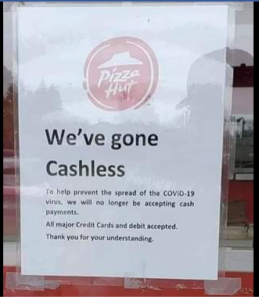 Pizza
Hut
We've gone
Cashless
To help prevent the spread of the COVID-19
virus, we will no longer be accepting cash
payments.
All major Credit Cards and debit accepted.
Thank you for your understanding.